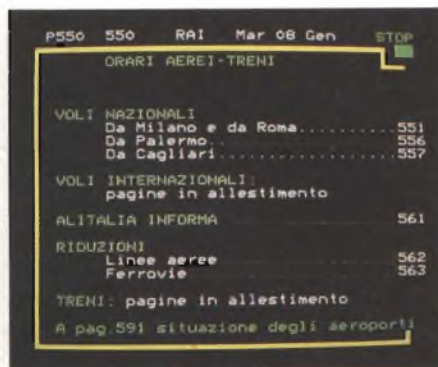 P550 550 RAI Mar 08 Gen STOP
ORARI AEREI-TRENI
VOLI NAZIONALI
Da Milano e da Roma..........551
Da Palermo..................556
Da Cagliari.................557
VOLI INTERNAZIONALI:
pagine in allestimento
ALITALIA INFORMA 561
RIDUZIONI
Linee aeree 562
Ferrovie 563
TRENI: pagine in allestimento
A pag.591 situazione degli aeroporti